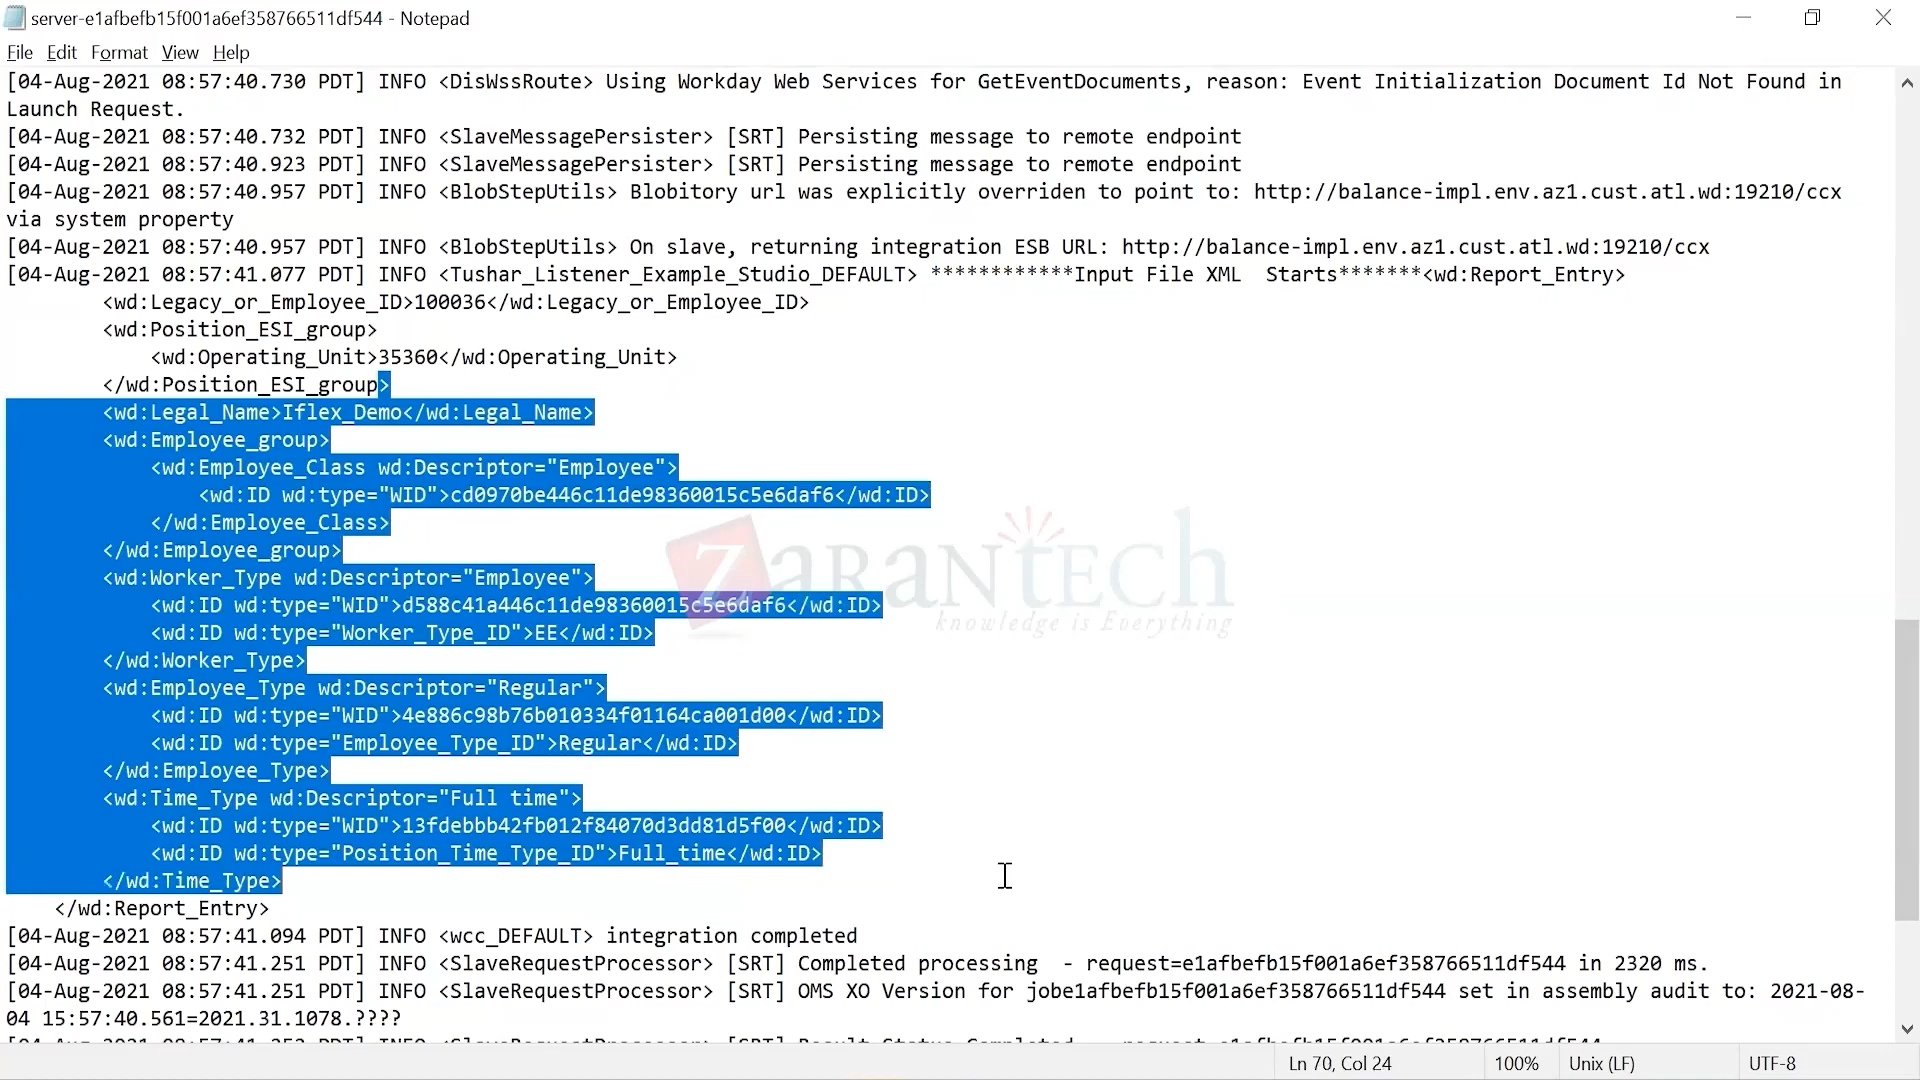 server-e1afbefb15f001a6ef358766511df544 - Notepad
File Edit Format View Help
[04-Aug-2021 08:57:40.730 PDT] INFO <DisWssRoute> Using Workday Web Services for GetEventDocuments, reason: Event Initialization Document Id Not Found in
Launch Request.
[04-Aug-2021 08:57:40.732 PDT] INFO <SlaveMessagePersister> [SRT] Persisting message to remote endpoint
[04-Aug-2021 08:57:40.923 PDT] INFO <SlaveMessagePersister> [SRT] Persisting message to remote endpoint
[04-Aug-2021 08:57:40.957 PDT] INFO <BlobStepUtils> Blobitory url was explicitly overriden to point to: http://balance-impl.env.az1.cust.atl.wd:19210/ccx
via system property
[04-Aug-2021 08:57:40.957 PDT] INFO <BlobStepUtils> On slave, returning integration ESB URL: http://balance-impl.env.az1.cust.atl.wd:19210/ccx
[04-Aug-2021 08:57:41.077 PDT] INFO <Tushar_Listener_Example_Studio_DEFAULT> ************Input File XML  Starts*******<wd:Report_Entry>
<wd:Legacy_or_Employee_ID>100036</wd:Legacy_or_Employee_ID>
<wd:Position_ESI_group>
<wd:Operating_Unit>35360</wd:Operating_Unit>
</wd:Position_ESI_group>
<wd:Legal_Name>Iflex_Demo</wd:Legal_Name>
<wd:Employee_group>
<wd:Employee_Class wd:Descriptor="Employee">
<wd:ID wd:type="WID">cd0970be446c11de98360015c5e6daf6</wd:ID>
</wd:Employee_Class>
</wd:Employee_group>
<wd:Worker_Type wd:Descriptor="Employee">
<wd:ID wd:type="WID">d588c41a446c11de98360015c5e6daf6</wd:ID>
<wd:ID wd:type="Worker_Type_ID">EE</wd:ID>
</wd:Worker_Type>
<wd:Employee_Type wd:Descriptor="Regular">
<wd:ID wd:type="WID">4e886c98b76b010334f01164ca001d00</wd:ID>
<wd:ID wd:type="Employee_Type_ID">Regular</wd:ID>
</wd:Employee_Type>
<wd:Time_Type wd:Descriptor="Full time">
<wd:ID wd:type="WID">13fdebbb42fb012f84070d3dd81d5f00</wd:ID>
<wd:ID wd:type="Position_Time_Type_ID">Full_time</wd:ID>
</wd:Time_Type>
</wd:Report_Entry>
[04-Aug-2021 08:57:41.094 PDT] INFO <wcc_DEFAULT> integration completed
[04-Aug-2021 08:57:41.251 PDT] INFO <SlaveRequestProcessor> [SRT] Completed processing  - request=e1afbefb15f001a6ef358766511df544 in 2320 ms.
[04-Aug-2021 08:57:41.251 PDT] INFO <SlaveRequestProcessor> [SRT] OMS XO Version for jobe1afbefb15f001a6ef358766511df544 set in assembly audit to: 2021-08-
04 15:57:40.561=2021.31.1078.????
ZARANTECH
knowledge is Everything
Ln 70, Col 24 100% Unix (LF) UTF-8